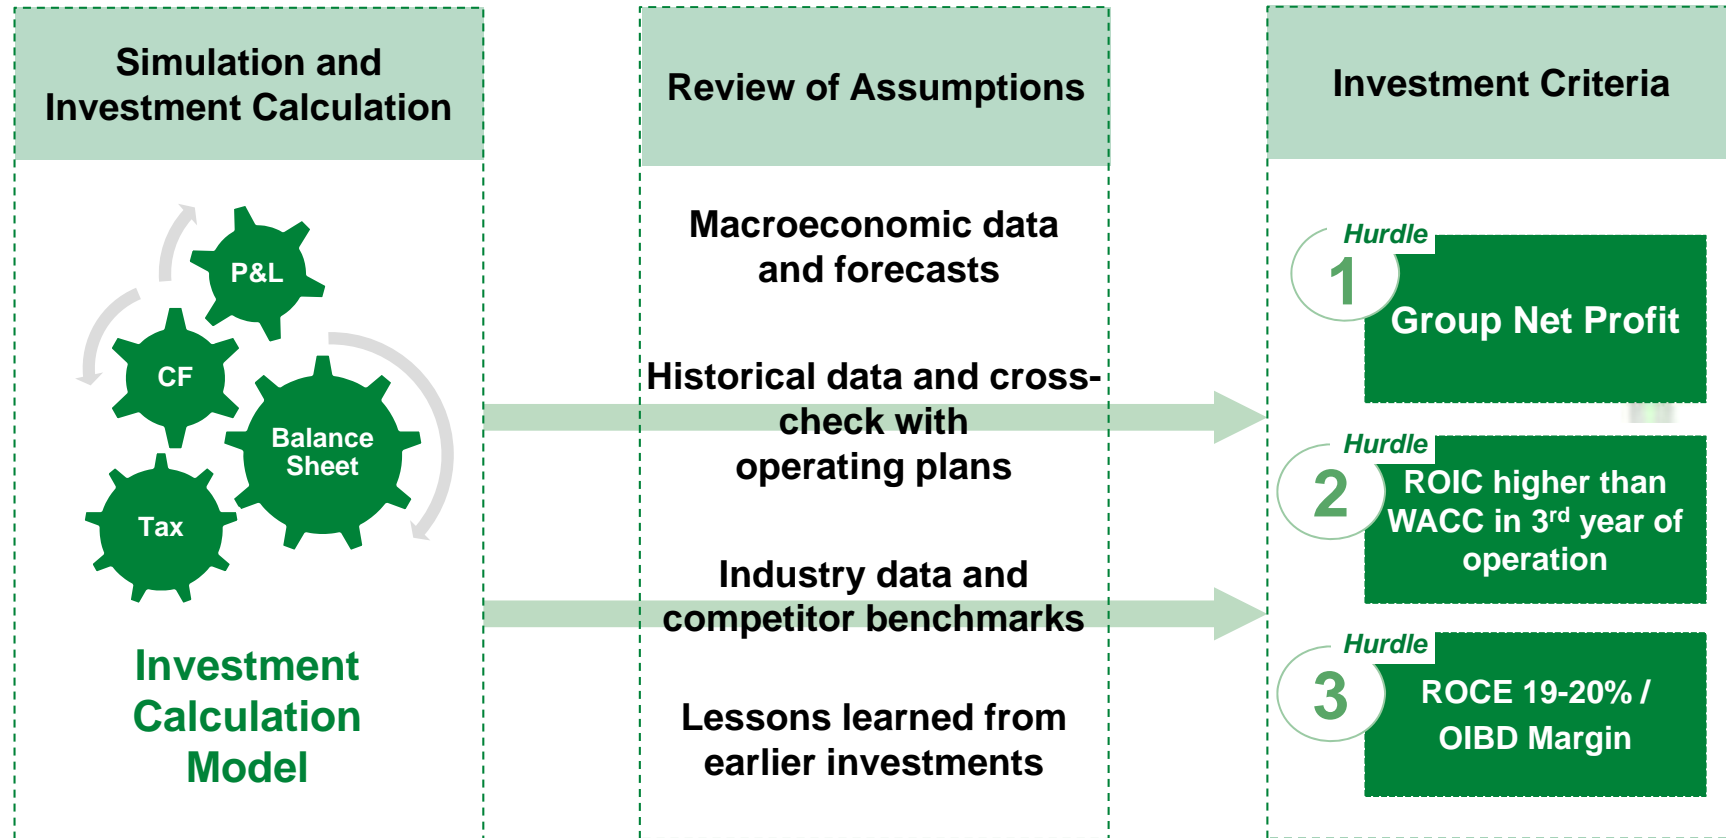 Simulation and
Investment Calculation
P&L
CF
Balance
Sheet
Tax
Investment
Calculation
Model
Review of Assumptions
Macroeconomic data
and forecasts
Historical data and cross-
check with
operating plans
Industry data and
competitor benchmarks
Lessons learned from
earlier investments
Investment Criteria
Hurdle
1
Group Net Profit
Hurdle
2
ROIC higher than
WACC in 3rd year of
operation
Hurdle
3
ROCE 19-20% /
OIBD Margin